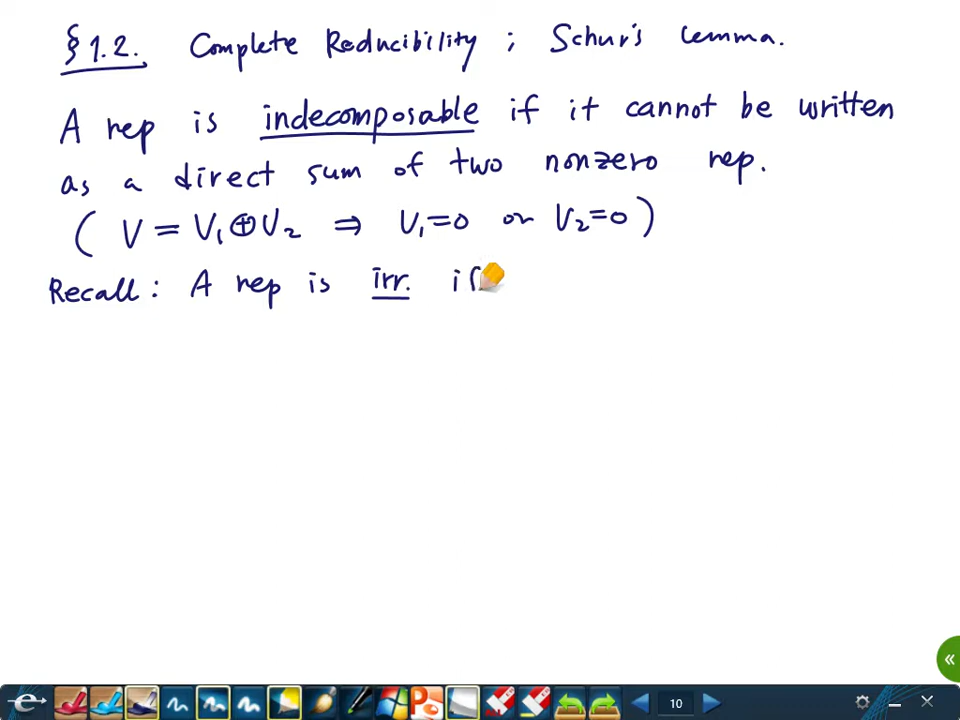 §1.2. Complete Reducibility ; Schur's Lemma.
A rep is indecomposable if it cannot be written
as a direct sum of two nonzero rep.
( V = V₁⊕V₂ ⇒ V₁=0 or V₂=0 )
Recall: A rep is irr. if
10